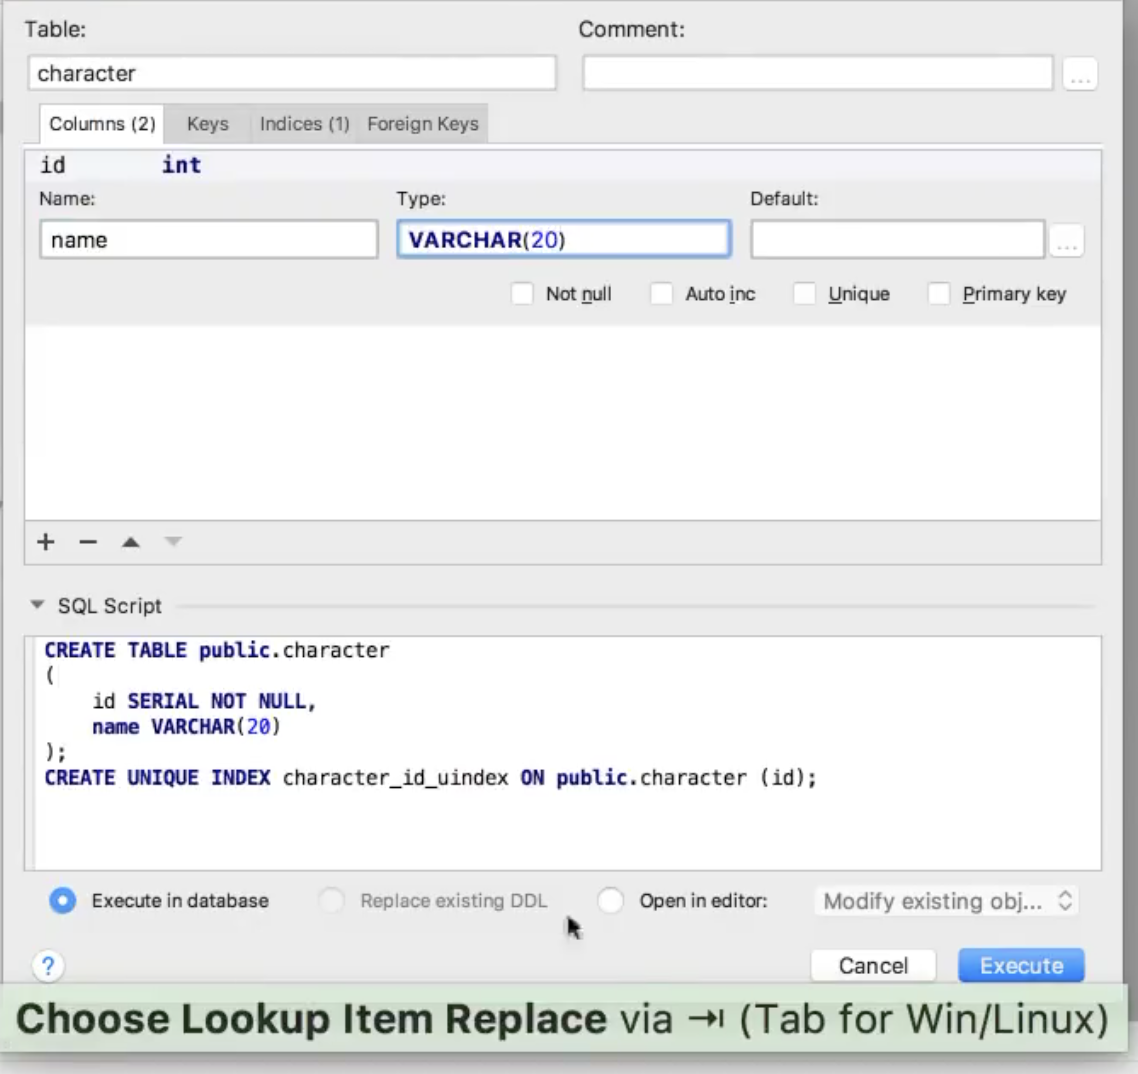 Table: Comment:
character
...
Columns (2) Keys Indices (1) Foreign Keys
id int
Name: Type: Default:
name VARCHAR(20) ...
Not null Auto inc Unique Primary key
SQL Script
CREATE TABLE public.character
(
id SERIAL NOT NULL,
name VARCHAR(20)
);
CREATE UNIQUE INDEX character_id_uindex ON public.character (id);
Execute in database Replace existing DDL Open in editor: Modify existing obj...
? Cancel Execute
Choose Lookup Item Replace via ⇥ (Tab for Win/Linux)